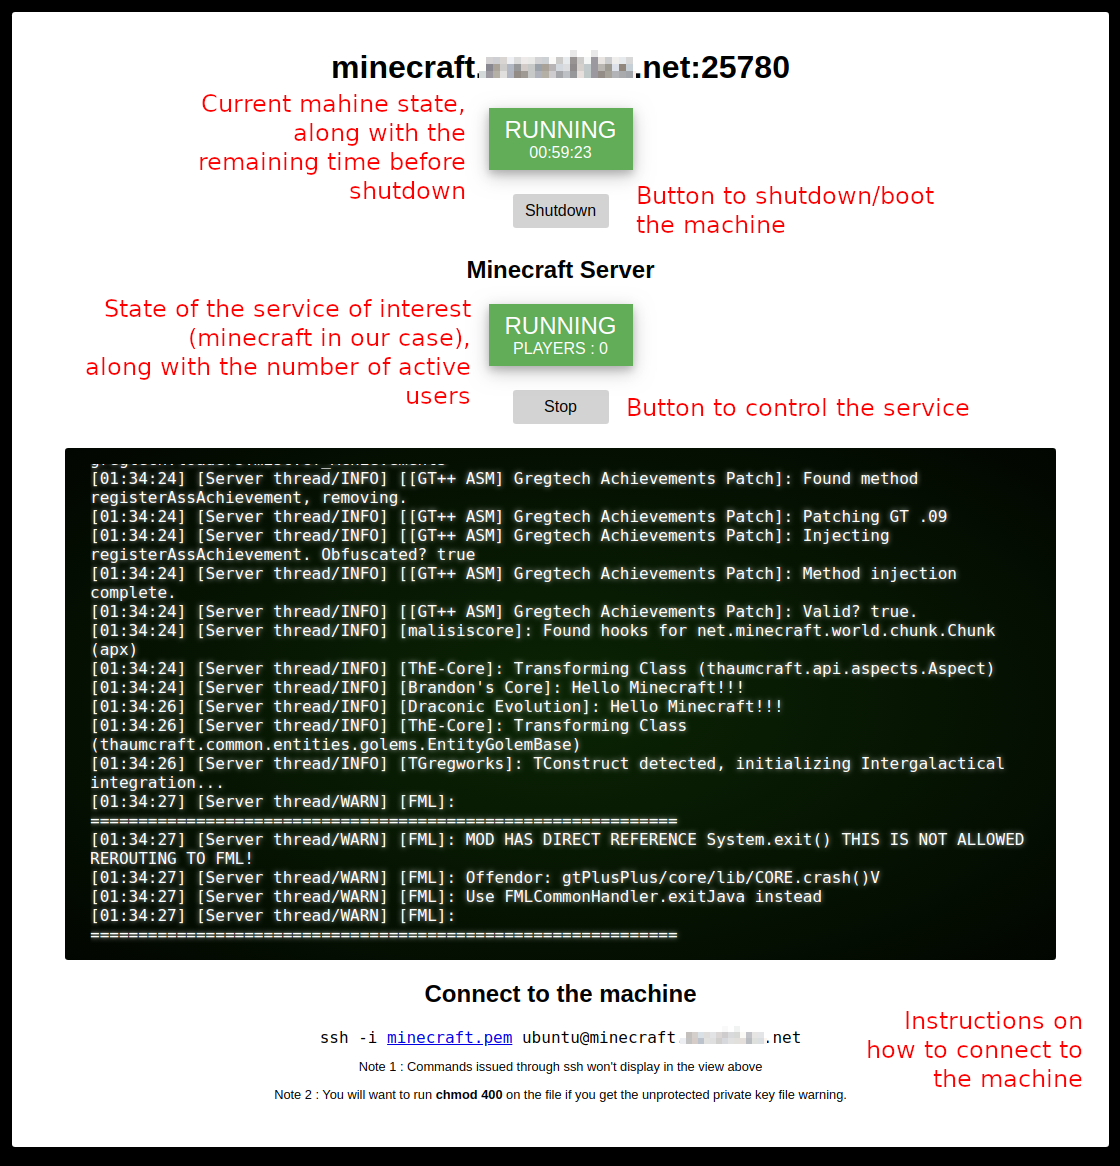 minecraft. .net:25780
Current mahine state,
along with the
remaining time before
shutdown
RUNNING
00:59:23
Shutdown
Button to shutdown/boot
the machine
Minecraft Server
State of the service of interest
(minecraft in our case),
along with the number of active
users
RUNNING
PLAYERS : 0
Stop
Button to control the service
[01:34:24] [Server thread/INFO] [[GT++ ASM] Gregtech Achievements Patch]: Found method
registerAssAchievement, removing.
[01:34:24] [Server thread/INFO] [[GT++ ASM] Gregtech Achievements Patch]: Patching GT .09
[01:34:24] [Server thread/INFO] [[GT++ ASM] Gregtech Achievements Patch]: Injecting
registerAssAchievement. Obfuscated? true
[01:34:24] [Server thread/INFO] [[GT++ ASM] Gregtech Achievements Patch]: Method injection
complete.
[01:34:24] [Server thread/INFO] [[GT++ ASM] Gregtech Achievements Patch]: Valid? true.
[01:34:24] [Server thread/INFO] [malisiscore]: Found hooks for net.minecraft.world.chunk.Chunk
(apx)
[01:34:24] [Server thread/INFO] [ThE-Core]: Transforming Class (thaumcraft.api.aspects.Aspect)
[01:34:24] [Server thread/INFO] [Brandon's Core]: Hello Minecraft!!!
[01:34:26] [Server thread/INFO] [Draconic Evolution]: Hello Minecraft!!!
[01:34:26] [Server thread/INFO] [ThE-Core]: Transforming Class
(thaumcraft.common.entities.golems.EntityGolemBase)
[01:34:26] [Server thread/INFO] [TGregworks]: TConstruct detected, initializing Intergalactical
integration...
[01:34:27] [Server thread/WARN] [FML]:
=============================================================
[01:34:27] [Server thread/WARN] [FML]: MOD HAS DIRECT REFERENCE System.exit() THIS IS NOT ALLOWED
REROUTING TO FML!
[01:34:27] [Server thread/WARN] [FML]: Offendor: gtPlusPlus/core/lib/CORE.crash()V
[01:34:27] [Server thread/WARN] [FML]: Use FMLCommonHandler.exitJava instead
[01:34:27] [Server thread/WARN] [FML]:
=============================================================
Connect to the machine
ssh -i minecraft.pem ubuntu@minecraft .net
Note 1 : Commands issued through ssh won't display in the view above
Note 2 : You will want to run chmod 400 on the file if you get the unprotected private key file warning.
Instructions on
how to connect to
the machine